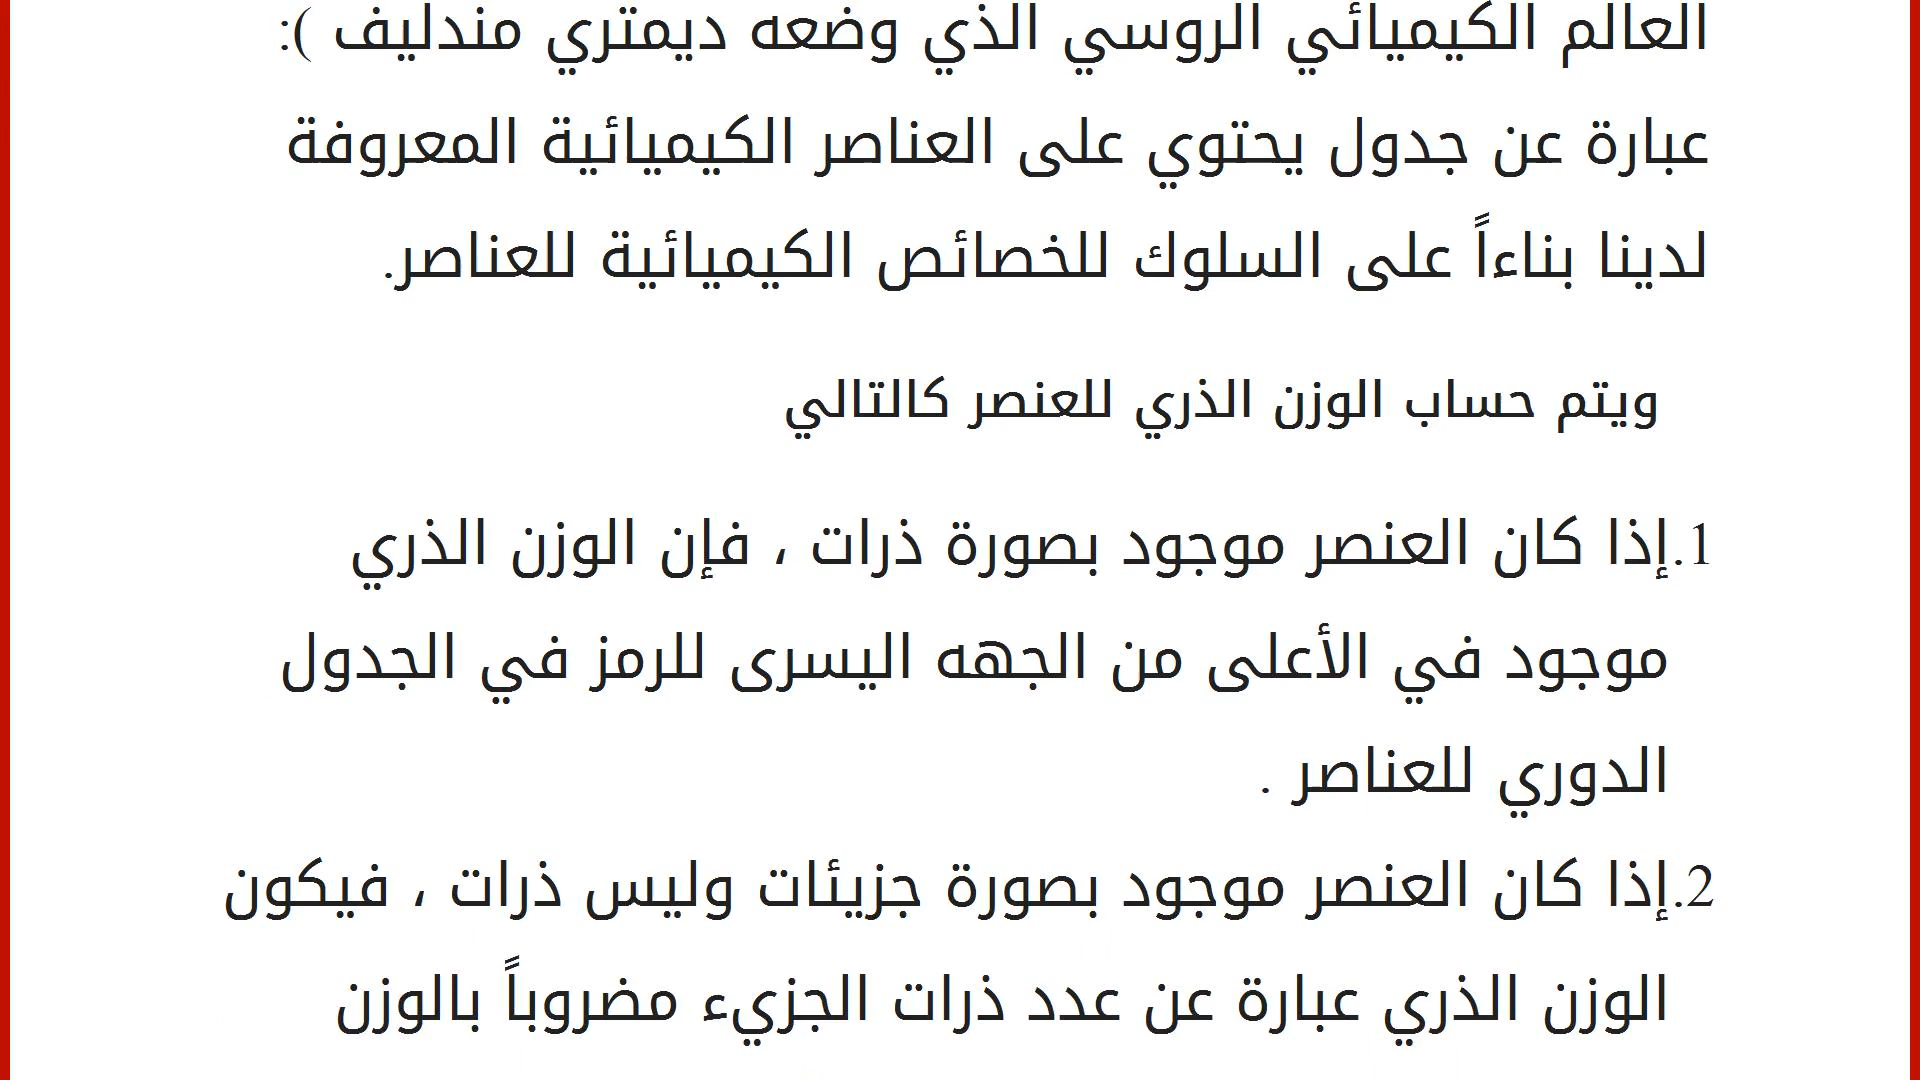 العالم الكيميائي الروسي الذي وضعه ديمتري مندليف ):
عبارة عن جدول يحتوي على العناصر الكيميائية المعروفة
لدينا بناءاً على السلوك للخصائص الكيميائية للعناصر.
ويتم حساب الوزن الذري للعنصر كالتالي
1.إذا كان العنصر موجود بصورة ذرات ، فإن الوزن الذري
موجود في الأعلى من الجهه اليسرى للرمز في الجدول
الدوري للعناصر .
2.إذا كان العنصر موجود بصورة جزيئات وليس ذرات ، فيكون
الوزن الذري عبارة عن عدد ذرات الجزيء مضروباً بالوزن